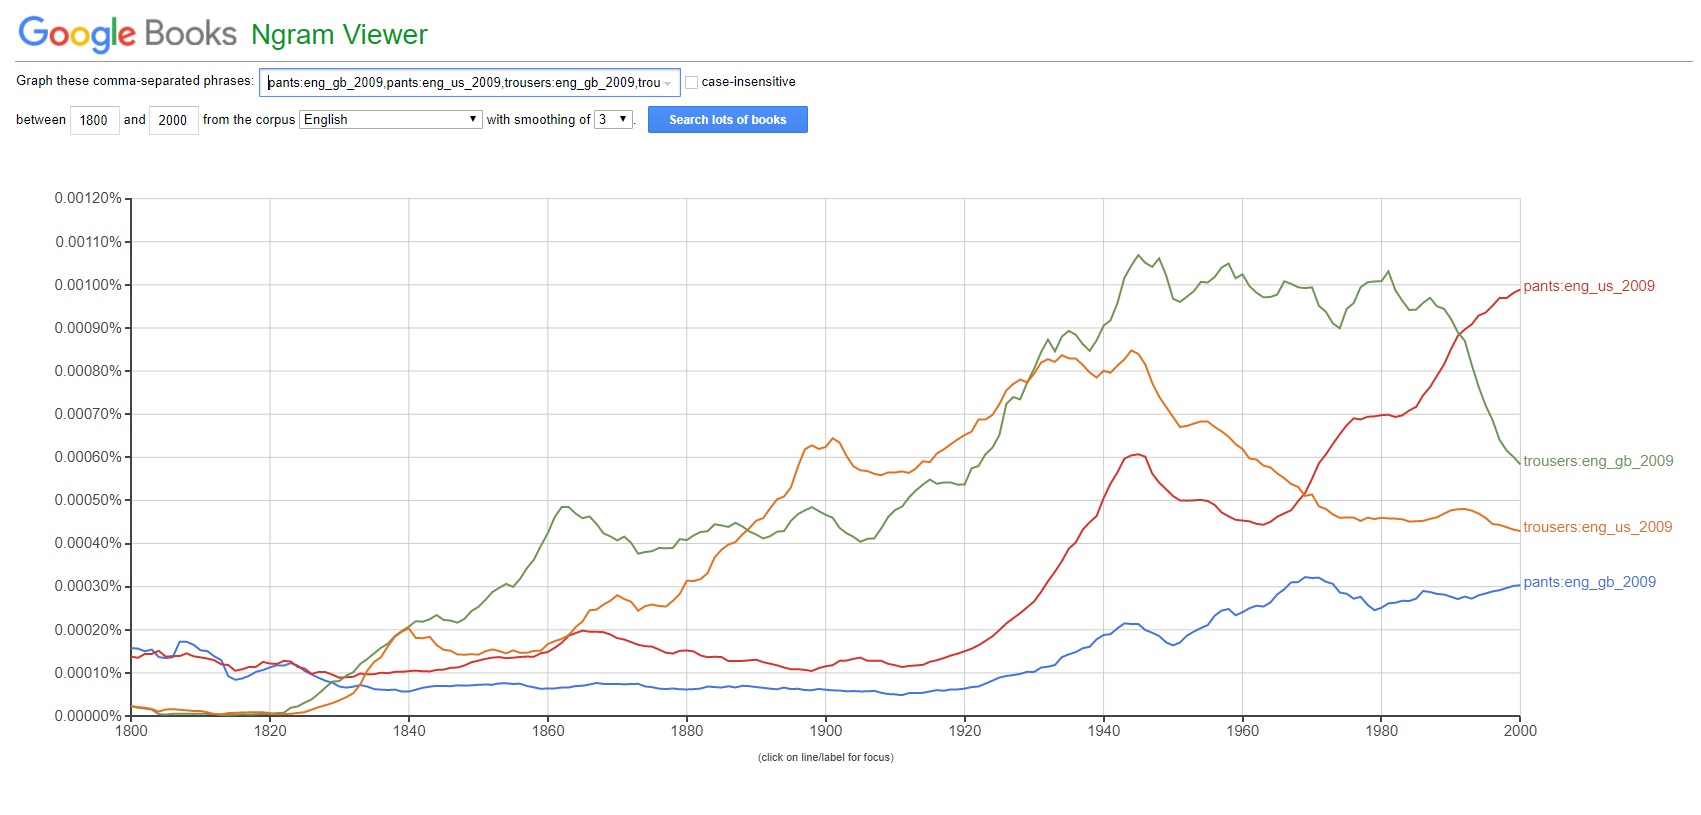 Google Books Ngram Viewer
Graph these comma-separated phrases: pants:eng_gb_2009,pants:eng_us_2009,trousers:eng_gb_2009,trou case-insensitive
between 1800 and 2000 from the corpus English with smoothing of 3 . Search lots of books
0.00120%
0.00110%
0.00100%
pants:eng_us_2009
0.00090%
0.00080%
0.00070%
0.00060%
trousers:eng_gb_2009
0.00050%
trousers:eng_us_2009
0.00040%
0.00030%
pants:eng_gb_2009
0.00020%
0.00010%
0.00000%
1800 1820 1840 1860 1880 1900 1920 1940 1960 1980 2000
(click on line/label for focus)